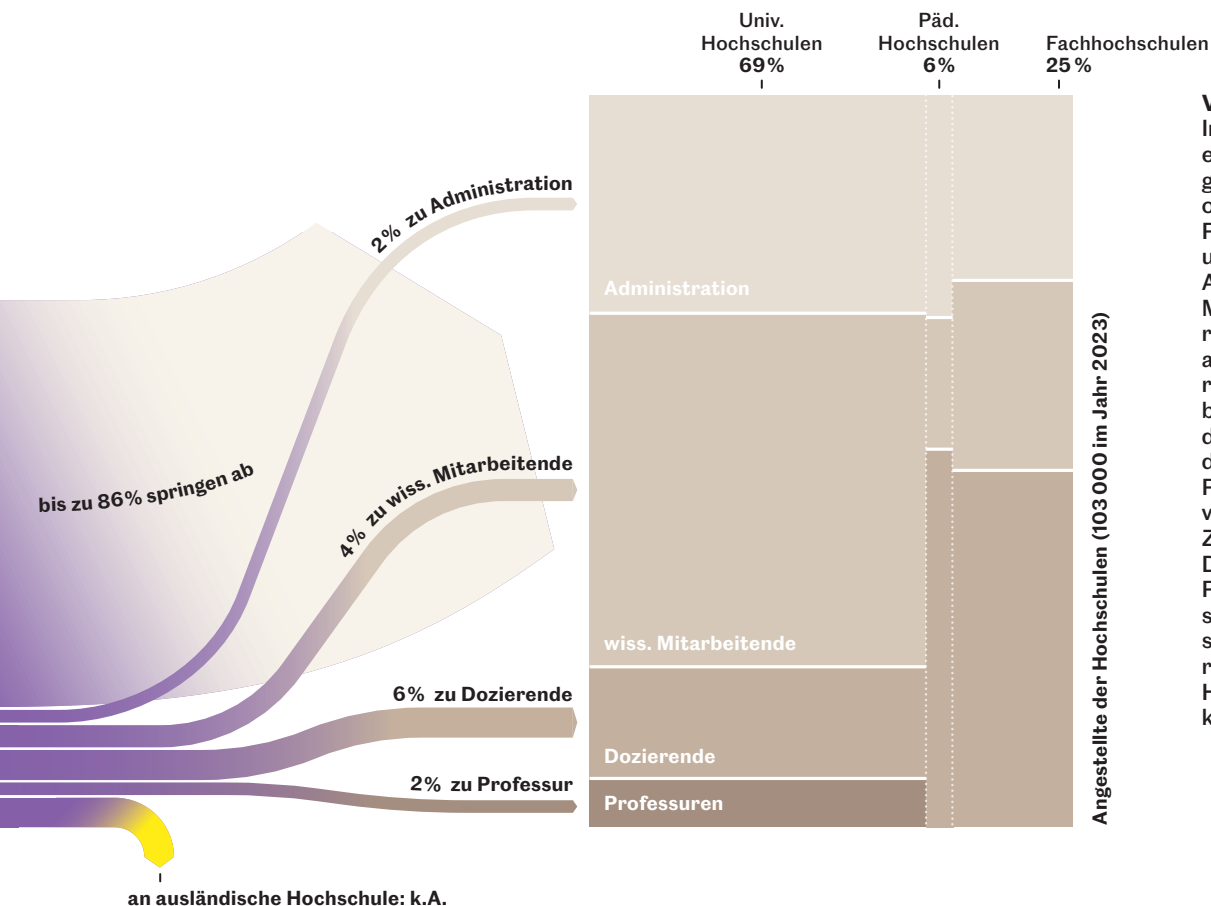 Univ.
Hochschulen
69%
Päd.
Hochschulen
6%
Fachhochschulen
25%
2% zu Administration
bis zu 86% springen ab
4% zu wiss. Mitarbeitende
6% zu Dozierende
2% zu Professur
an ausländische Hochschule: k.A.
Administration
wiss. Mitarbeitende
Dozierende
Professuren
Angestellte der Hochschulen (103 000 im Jahr 2023)